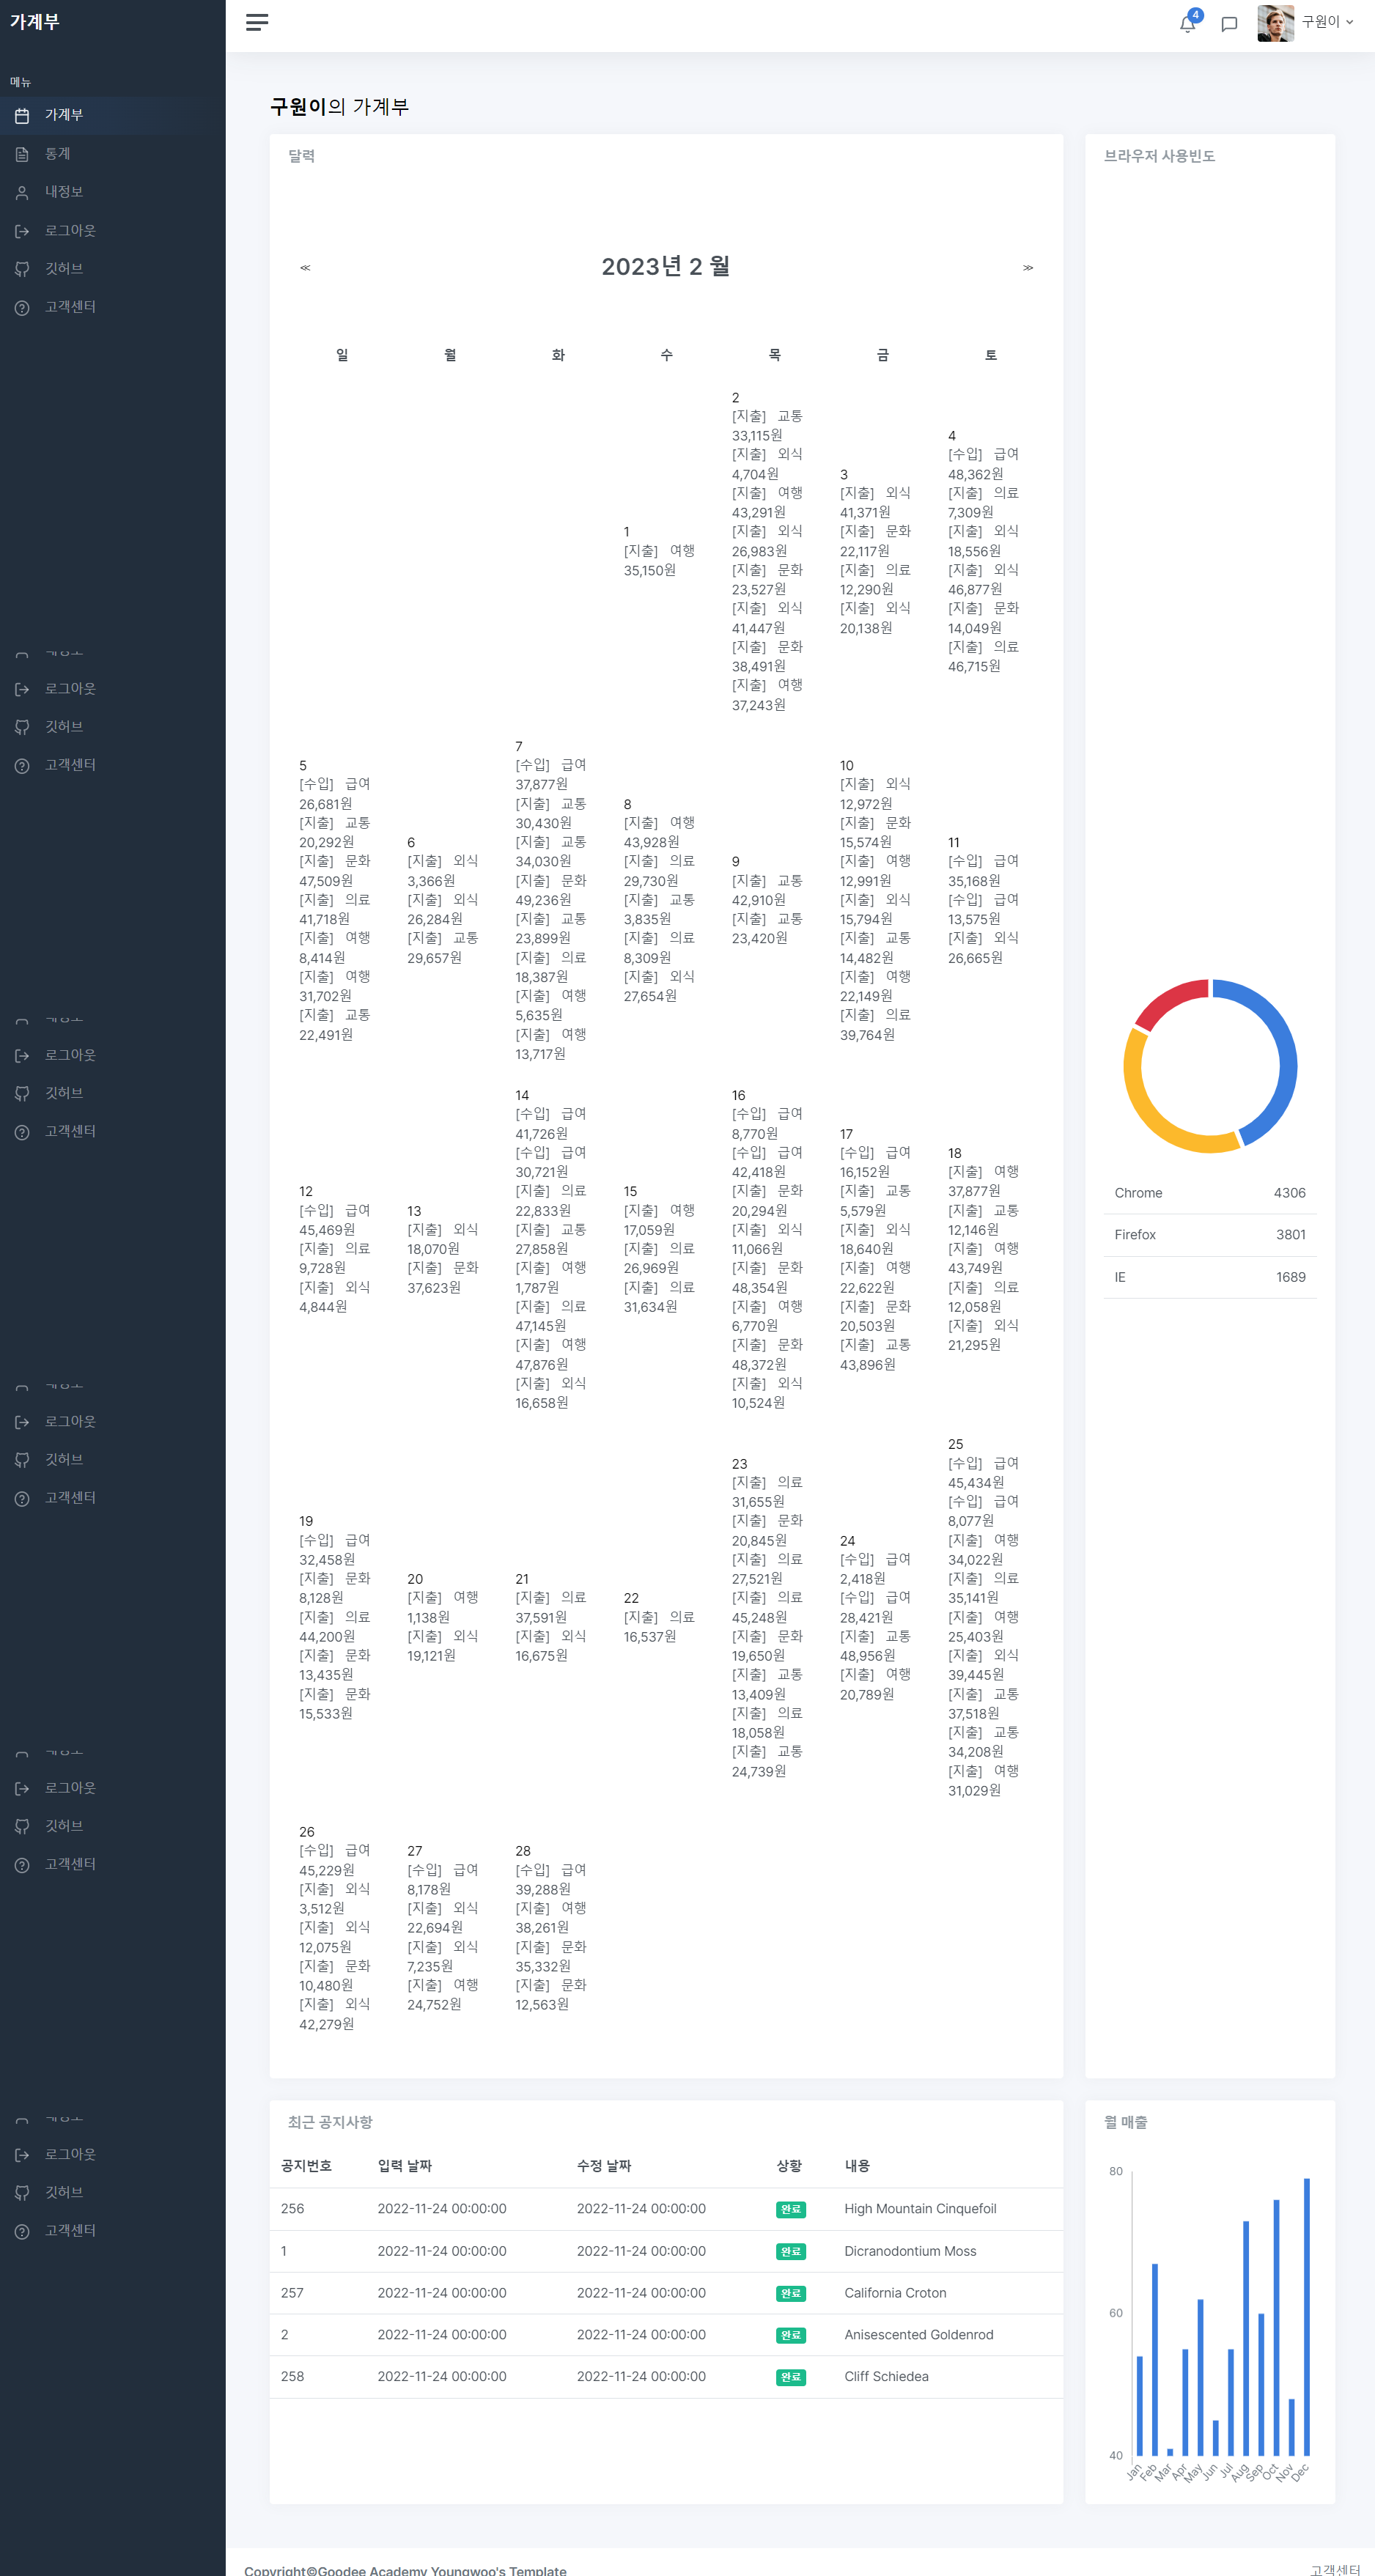 가계부
메뉴
가계부
통계
내정보
로그아웃
깃허브
고객센터
로그아웃
깃허브
고객센터
로그아웃
깃허브
고객센터
로그아웃
깃허브
고객센터
로그아웃
깃허브
고객센터
로그아웃
깃허브
고객센터
4
구원이
구원이의 가계부
달력
≪
2023년 2 월
≫
일 월 화 수 목 금 토
1
[지출] 여행
35,150원
2
[지출] 교통
33,115원
[지출] 외식
4,704원
[지출] 여행
43,291원
[지출] 외식
26,983원
[지출] 문화
23,527원
[지출] 외식
41,447원
[지출] 문화
38,491원
[지출] 여행
37,243원
3
[지출] 외식
41,371원
[지출] 문화
22,117원
[지출] 의료
12,290원
[지출] 외식
20,138원
4
[수입] 급여
48,362원
[지출] 의료
7,309원
[지출] 외식
18,556원
[지출] 외식
46,877원
[지출] 문화
14,049원
[지출] 의료
46,715원
5
[수입] 급여
26,681원
[지출] 교통
20,292원
[지출] 문화
47,509원
[지출] 의료
41,718원
[지출] 여행
8,414원
[지출] 여행
31,702원
[지출] 교통
22,491원
6
[지출] 외식
3,366원
[지출] 외식
26,284원
[지출] 교통
29,657원
7
[수입] 급여
37,877원
[지출] 교통
30,430원
[지출] 교통
34,030원
[지출] 문화
49,236원
[지출] 교통
23,899원
[지출] 의료
18,387원
[지출] 여행
5,635원
[지출] 여행
13,717원
8
[지출] 여행
43,928원
[지출] 의료
29,730원
[지출] 교통
3,835원
[지출] 의료
8,309원
[지출] 외식
27,654원
9
[지출] 교통
42,910원
[지출] 교통
23,420원
10
[지출] 외식
12,972원
[지출] 문화
15,574원
[지출] 여행
12,991원
[지출] 외식
15,794원
[지출] 교통
14,482원
[지출] 여행
22,149원
[지출] 의료
39,764원
11
[수입] 급여
35,168원
[수입] 급여
13,575원
[지출] 외식
26,665원
12
[수입] 급여
45,469원
[지출] 의료
9,728원
[지출] 외식
4,844원
13
[지출] 외식
18,070원
[지출] 문화
37,623원
14
[수입] 급여
41,726원
[수입] 급여
30,721원
[지출] 의료
22,833원
[지출] 교통
27,858원
[지출] 여행
1,787원
[지출] 의료
47,145원
[지출] 여행
47,876원
[지출] 외식
16,658원
15
[지출] 여행
17,059원
[지출] 의료
26,969원
[지출] 의료
31,634원
16
[수입] 급여
8,770원
[수입] 급여
42,418원
[지출] 문화
20,294원
[지출] 외식
11,066원
[지출] 문화
48,354원
[지출] 여행
6,770원
[지출] 문화
48,372원
[지출] 외식
10,524원
17
[수입] 급여
16,152원
[지출] 교통
5,579원
[지출] 외식
18,640원
[지출] 여행
22,622원
[지출] 문화
20,503원
[지출] 교통
43,896원
18
[지출] 여행
37,877원
[지출] 교통
12,146원
[지출] 여행
43,749원
[지출] 의료
12,058원
[지출] 외식
21,295원
19
[수입] 급여
32,458원
[지출] 문화
8,128원
[지출] 의료
44,200원
[지출] 문화
13,435원
[지출] 문화
15,533원
20
[지출] 여행
1,138원
[지출] 외식
19,121원
21
[지출] 의료
37,591원
[지출] 외식
16,675원
22
[지출] 의료
16,537원
23
[지출] 의료
31,655원
[지출] 문화
20,845원
[지출] 의료
27,521원
[지출] 의료
45,248원
[지출] 문화
19,650원
[지출] 교통
13,409원
[지출] 의료
18,058원
[지출] 교통
24,739원
24
[수입] 급여
2,418원
[수입] 급여
28,421원
[지출] 교통
48,956원
[지출] 여행
20,789원
25
[수입] 급여
45,434원
[수입] 급여
8,077원
[지출] 여행
34,022원
[지출] 의료
35,141원
[지출] 여행
25,403원
[지출] 외식
39,445원
[지출] 교통
37,518원
[지출] 교통
34,208원
[지출] 여행
31,029원
26
[수입] 급여
45,229원
[지출] 외식
3,512원
[지출] 외식
12,075원
[지출] 문화
10,480원
[지출] 외식
42,279원
27
[수입] 급여
8,178원
[지출] 외식
22,694원
[지출] 외식
7,235원
[지출] 여행
24,752원
28
[수입] 급여
39,288원
[지출] 여행
38,261원
[지출] 문화
35,332원
[지출] 문화
12,563원
브라우저 사용빈도
Chrome 4306
Firefox 3801
IE 1689
최근 공지사항
공지번호 입력 날짜 수정 날짜 상황 내용
256 2022-11-24 00:00:00 2022-11-24 00:00:00 완료 High Mountain Cinquefoil
1 2022-11-24 00:00:00 2022-11-24 00:00:00 완료 Dicranodontium Moss
257 2022-11-24 00:00:00 2022-11-24 00:00:00 완료 California Croton
2 2022-11-24 00:00:00 2022-11-24 00:00:00 완료 Anisescented Goldenrod
258 2022-11-24 00:00:00 2022-11-24 00:00:00 완료 Cliff Schiedea
월 매출
80
60
40
Jan Feb Mar Apr May Jun Jul Aug Sep Oct Nov Dec
Copyright©Goodee Academy Youngwoo's Template
고객센터